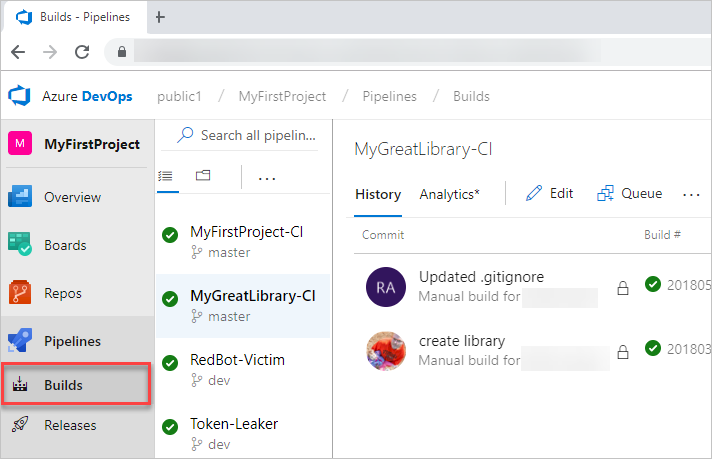 Builds - Pipelines
Azure DevOps public1 / MyFirstProject / Pipelines / Builds
M MyFirstProject
Overview
Boards
Repos
Pipelines
Builds
Releases
Search all pipelin...
MyFirstProject-CI
master
MyGreatLibrary-CI
master
RedBot-Victim
dev
Token-Leaker
dev
MyGreatLibrary-CI
History Analytics* Edit Queue ...
Commit Build #
RA Updated .gitignore
Manual build for
201805
create library
Manual build for
201803